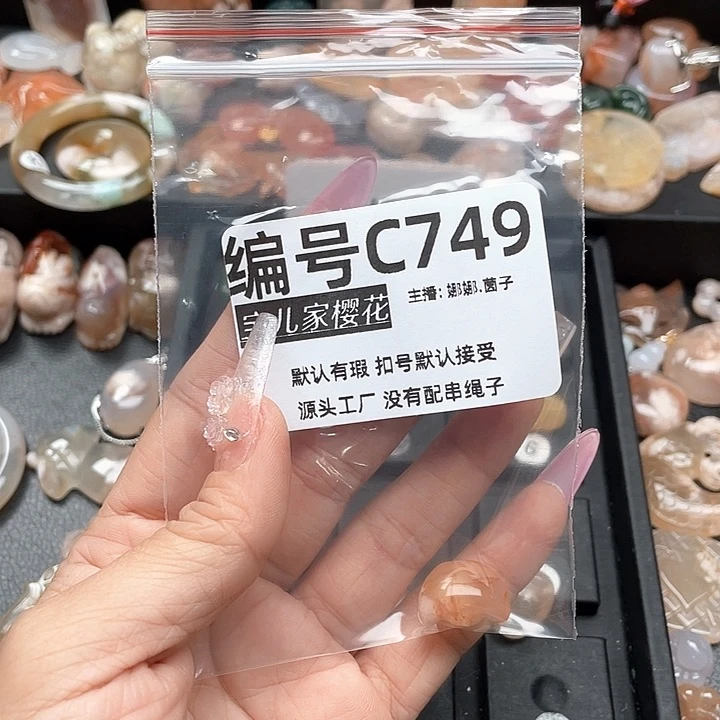 编号C749
宝儿家樱花
主播:娜娜.茵子
默认有瑕 扣号默认接受
源头工厂 没有配串绳子